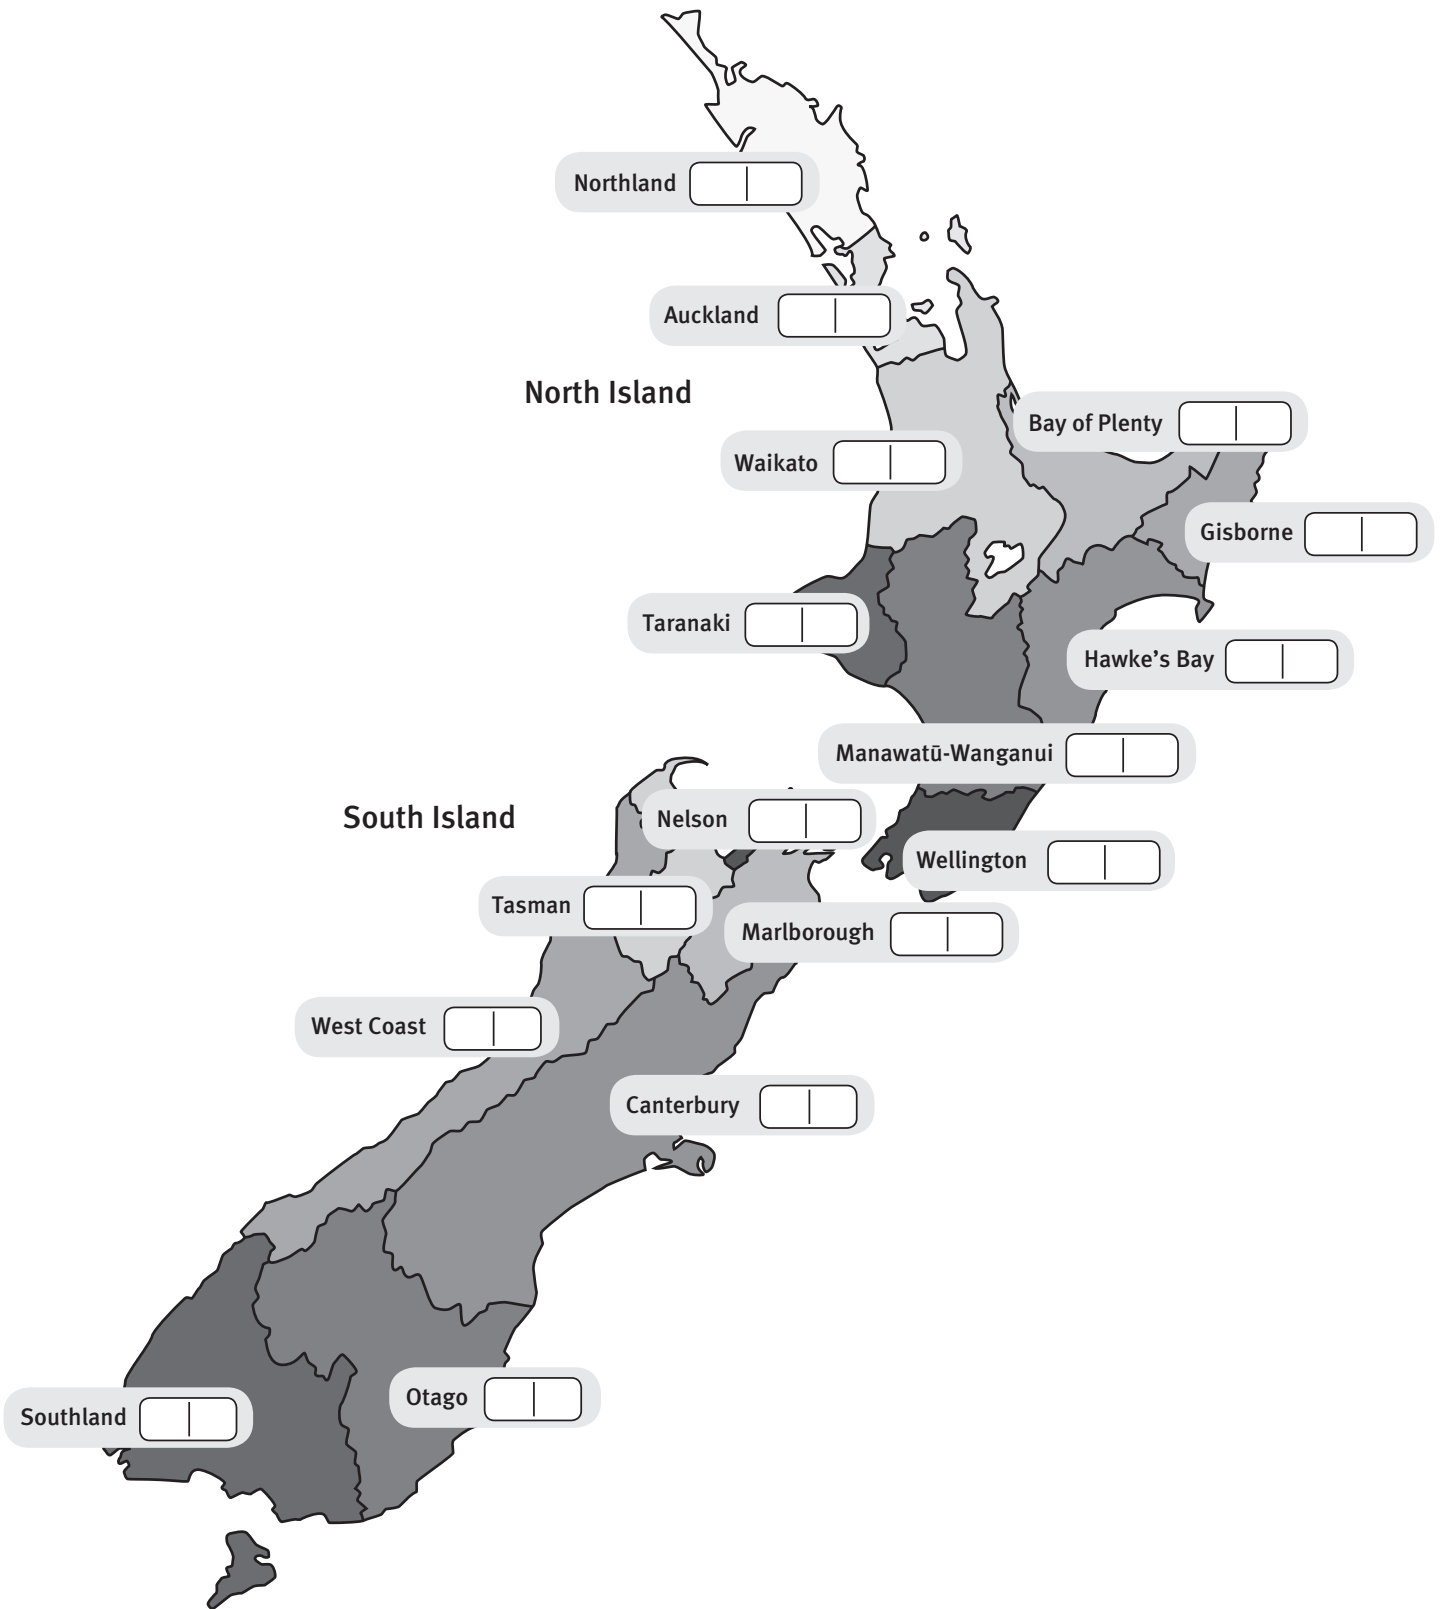 Northland
Auckland
North Island
Bay of Plenty
Waikato
Gisborne
Taranaki
Hawke’s Bay
Manawatū-Wanganui
South Island
Nelson
Wellington
Tasman
Marlborough
West Coast
Canterbury
Otago
Southland